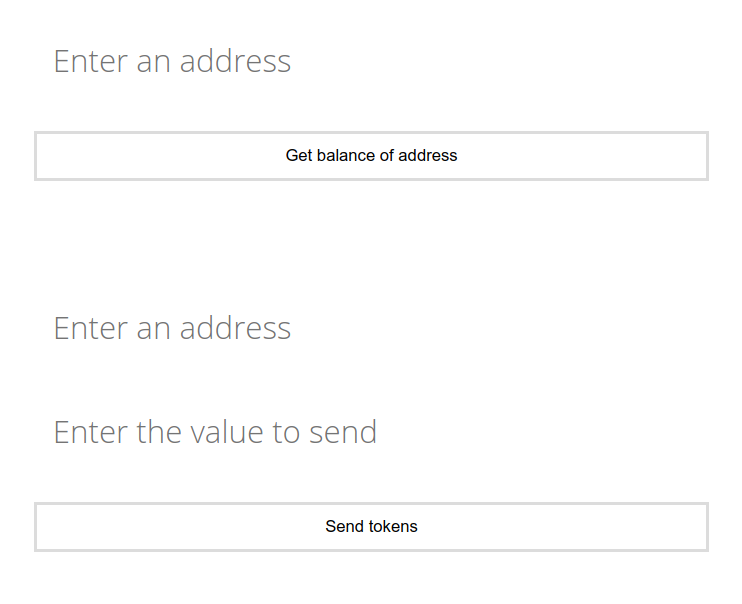 Enter an address
Get balance of address
Enter an address
Enter the value to send
Send tokens